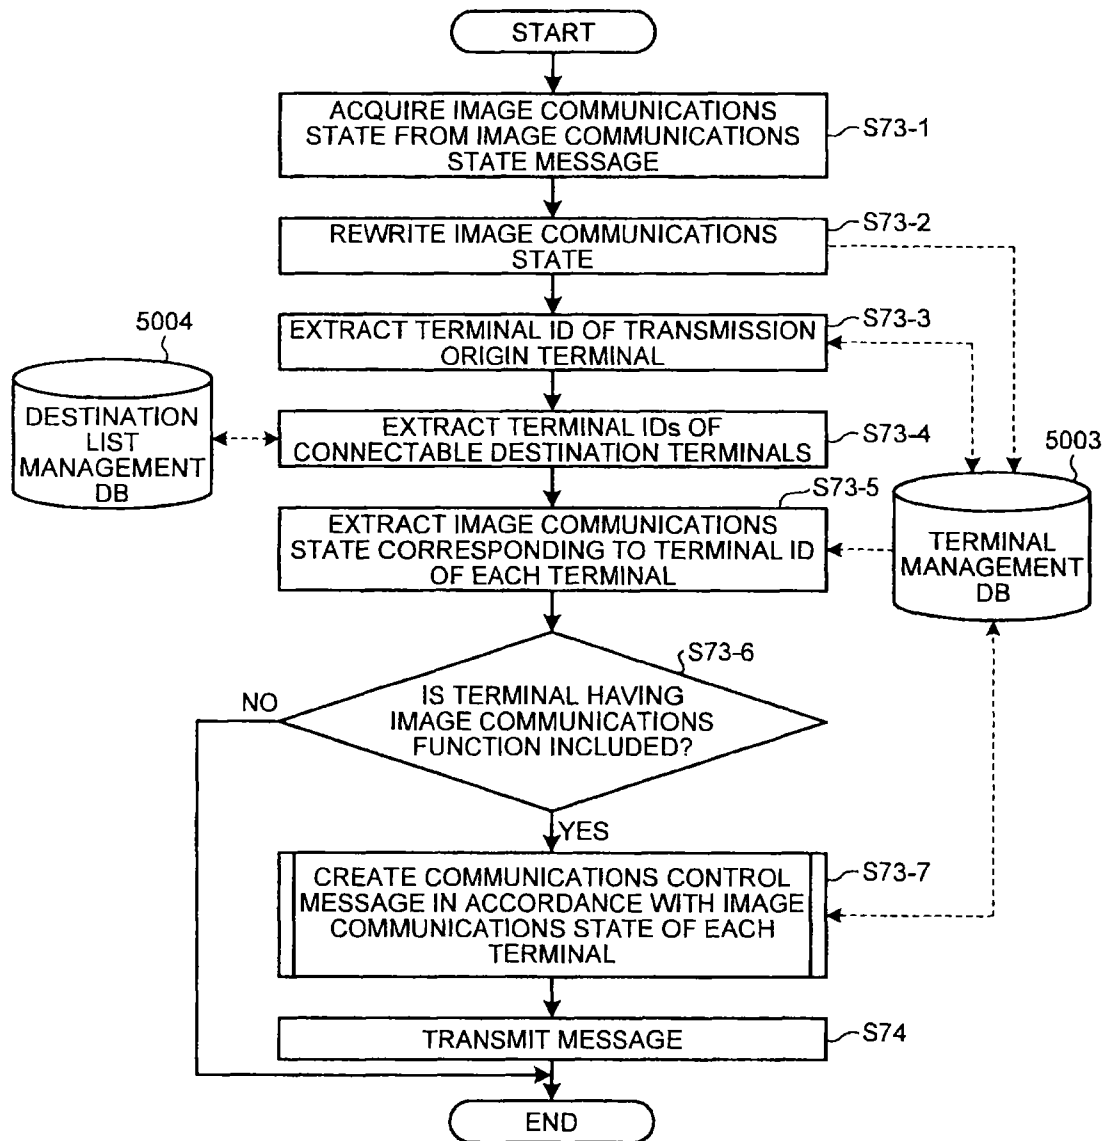 START
ACQUIRE IMAGE COMMUNICATIONS
STATE FROM IMAGE COMMUNICATIONS
STATE MESSAGE
S73-1
REWRITE IMAGE COMMUNICATIONS
STATE
S73-2
EXTRACT TERMINAL ID OF TRANSMISSION
ORIGIN TERMINAL
S73-3
5004
DESTINATION
LIST
MANAGEMENT
DB
EXTRACT TERMINAL IDs OF
CONNECTABLE DESTINATION TERMINALS
S73-4
5003
TERMINAL
MANAGEMENT
DB
S73-5
EXTRACT IMAGE COMMUNICATIONS
STATE CORRESPONDING TO TERMINAL ID
OF EACH TERMINAL
S73-6
NO
IS TERMINAL HAVING
IMAGE COMMUNICATIONS
FUNCTION INCLUDED?
YES
CREATE COMMUNICATIONS CONTROL
MESSAGE IN ACCORDANCE WITH IMAGE
COMMUNICATIONS STATE OF EACH
TERMINAL
S73-7
TRANSMIT MESSAGE
S74
END